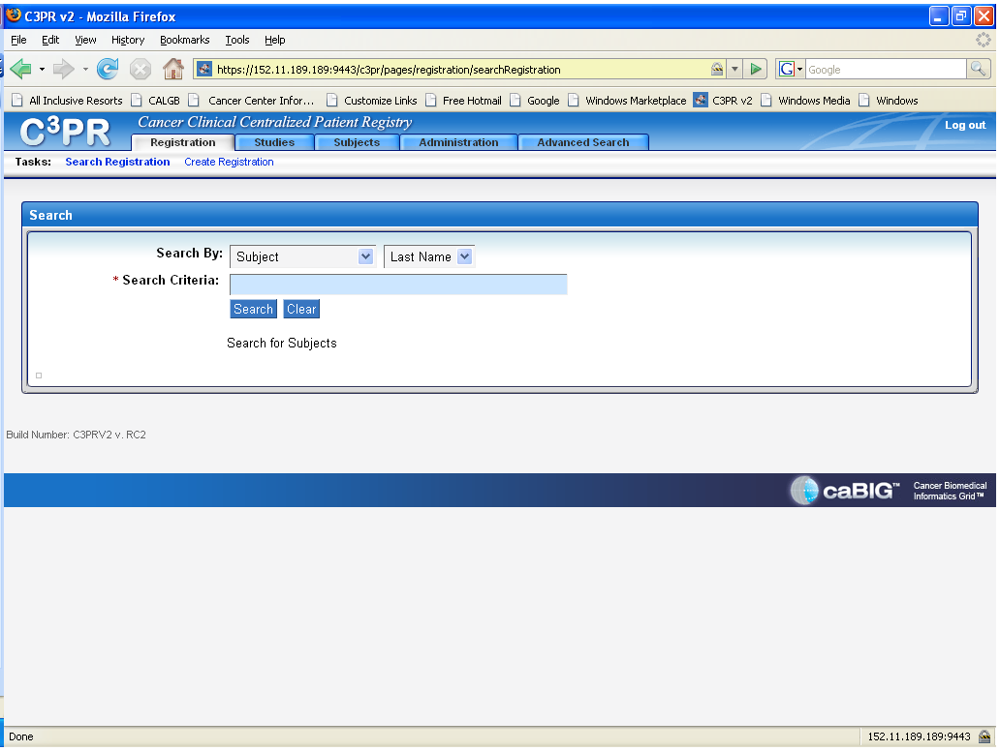 C3PR v2 - Mozilla Firefox
File Edit View History Bookmarks Tools Help
https://152.11.189.189:9443/c3pr/pages/registration/searchRegistration
G Google
All Inclusive Resorts CALGB Cancer Center Infor... Customize Links Free Hotmail Google Windows Marketplace C3PR v2 Windows Media Windows
C3PR Cancer Clinical Centralized Patient Registry Log out
Registration Studies Subjects Administration Advanced Search
Tasks: Search Registration Create Registration
Search
Search By: Subject Last Name
* Search Criteria:
Search Clear
Search for Subjects
Build Number: C3PRV2 v. RC2
caBIG™ Cancer Biomedical
Informatics Grid™
Done 152.11.189.189:9443